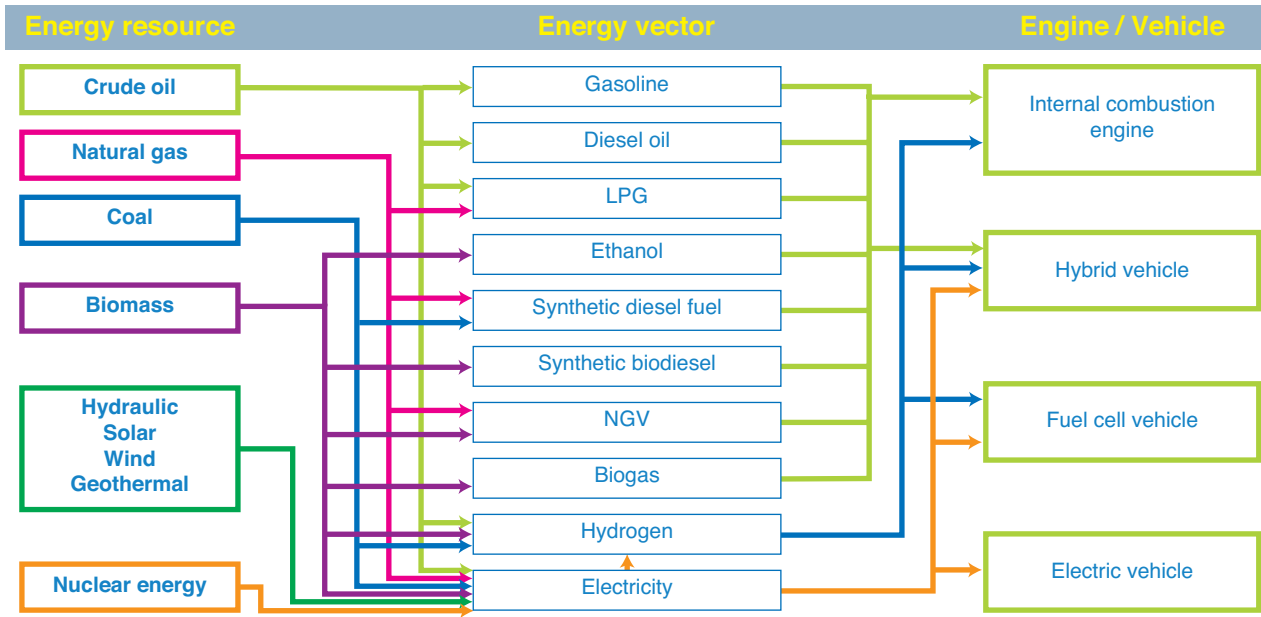 Energy resource
Energy vector
Engine / Vehicle
Crude oil
Natural gas
Coal
Biomass
Hydraulic
Solar
Wind
Geothermal
Nuclear energy
Gasoline
Diesel oil
LPG
Ethanol
Synthetic diesel fuel
Synthetic biodiesel
NGV
Biogas
Hydrogen
Electricity
Internal combustion
engine
Hybrid vehicle
Fuel cell vehicle
Electric vehicle